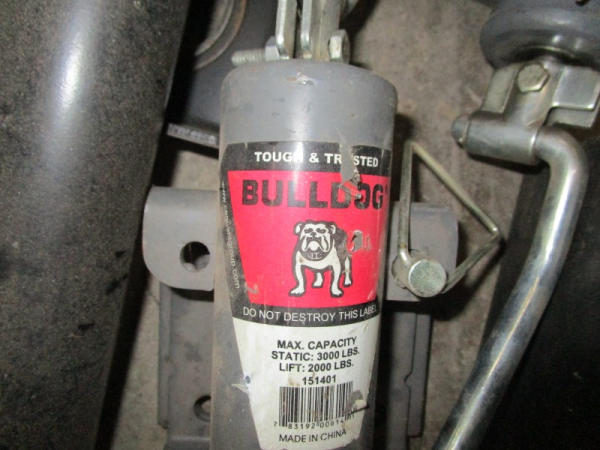 TOUGH & TRUSTED
BULLDOG
DO NOT DESTROY THIS LABEL
MAX. CAPACITY
STATIC: 3000 LBS.
LIFT: 2000 LBS.
151401
MADE IN CHINA